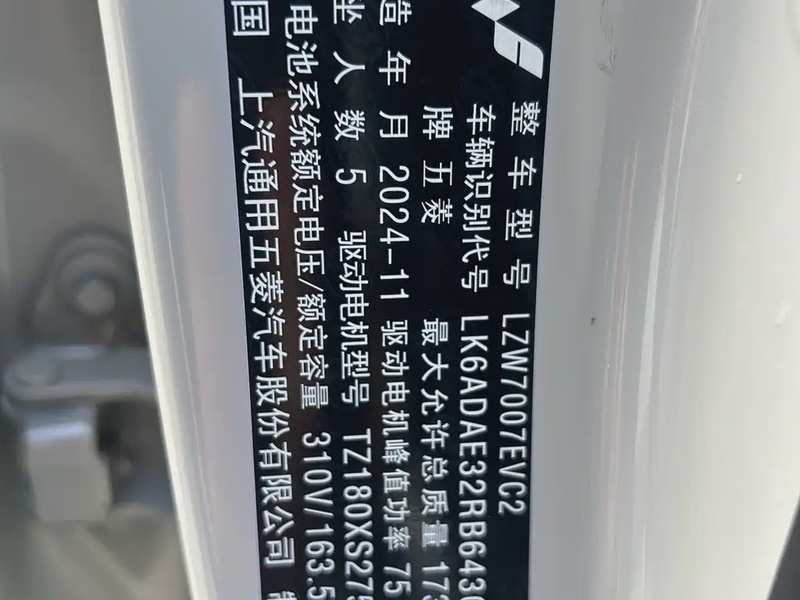 整车型号 LZW7007EVC2
车辆识别代号 LK6ADAE32RB643
牌 五菱 最大允许总质量 173
造年月 2024-11 驱动电机峰值功率 75
坐人数 5 驱动电机型号 TZ180XS275
电池系统额定电压/额定容量 310V/163.5
国 上汽通用五菱汽车股份有限公司 制